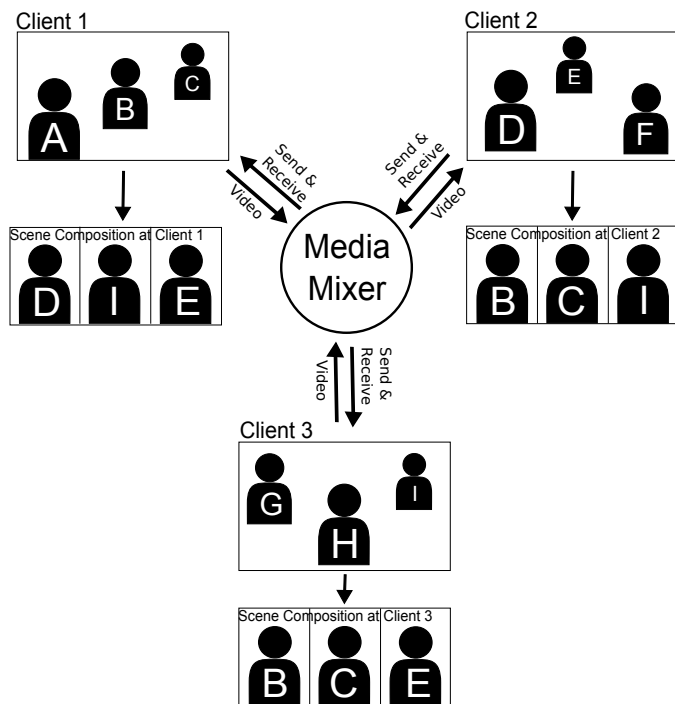 Client 1
A
B
C
Client 2
D
E
F
Send &
Receive
Video
Send &
Receive
Video
Media
Mixer
Scene Composition at Client 1
D
I
E
Scene Composition at Client 2
B
C
I
Video
Send &
Receive
Client 3
G
H
I
Scene Composition at Client 3
B
C
E